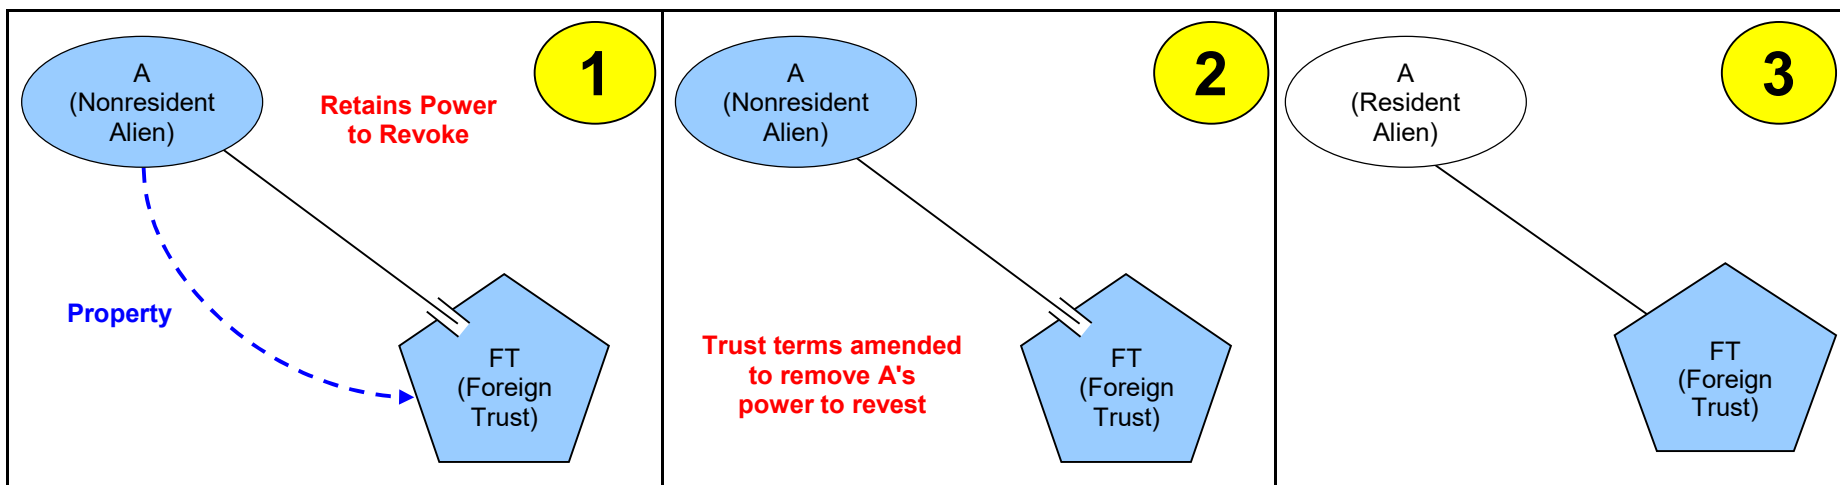 A
(Nonresident
Alien)
Retains Power
to Revoke
1
Property
FT
(Foreign
Trust)
A
(Nonresident
Alien)
2
Trust terms amended
to remove A's
power to revest
FT
(Foreign
Trust)
A
(Resident
Alien)
3
FT
(Foreign
Trust)